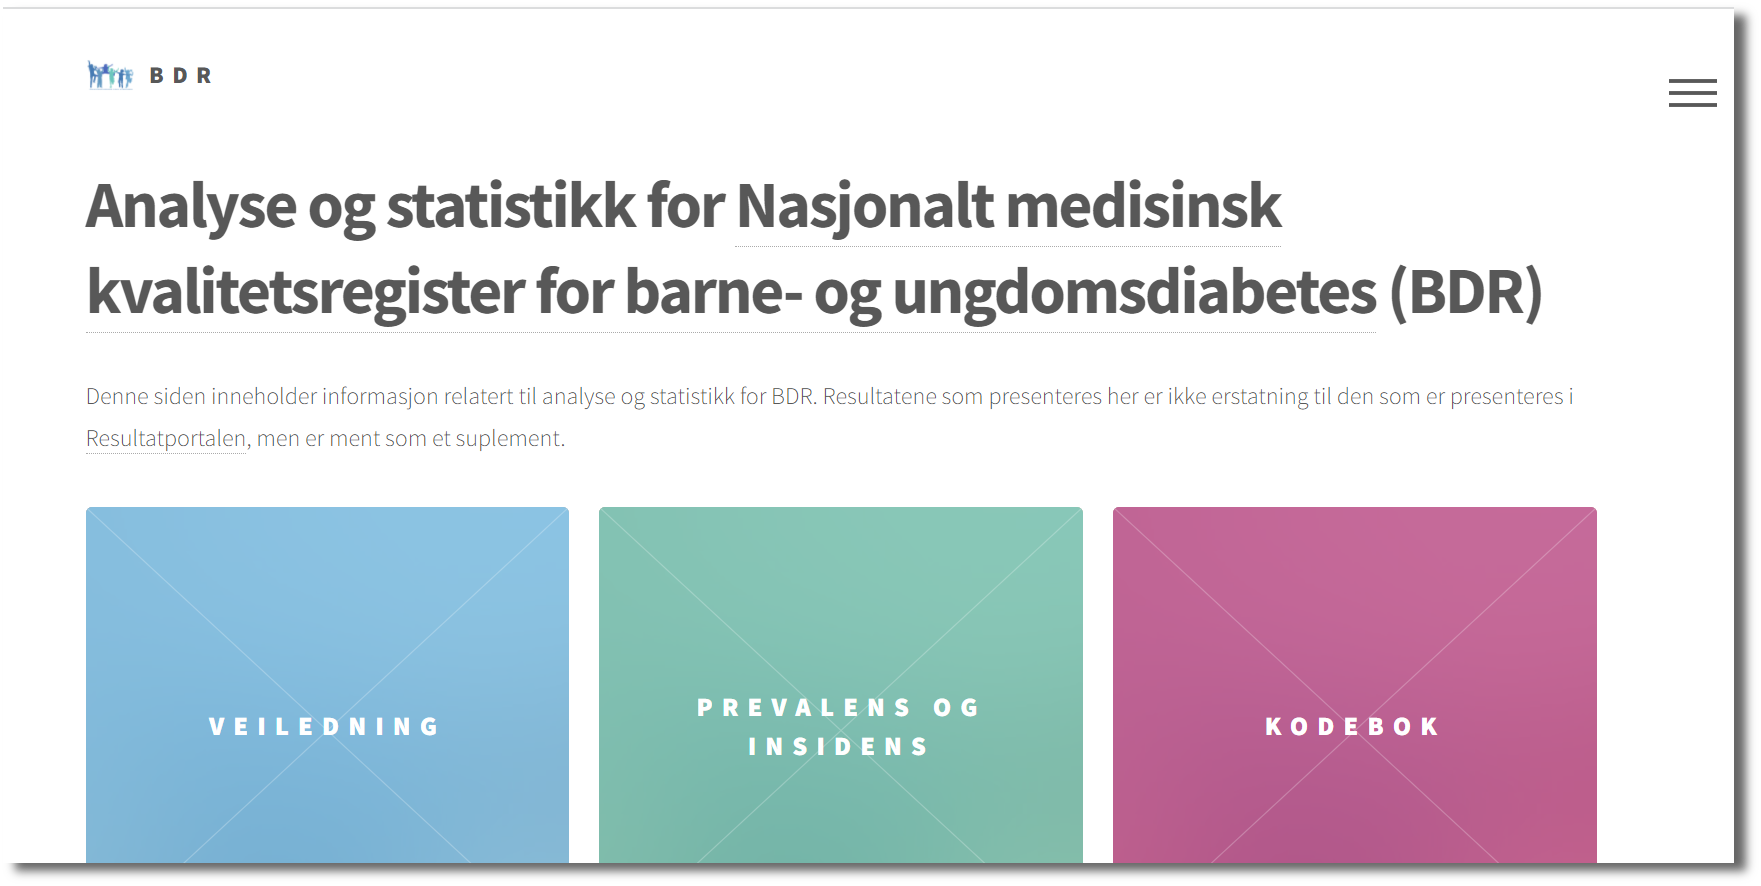 BDR
Analyse og statistikk for Nasjonalt medisinsk
kvalitetsregister for barne- og ungdomsdiabetes (BDR)
Denne siden inneholder informasjon relatert til analyse og statistikk for BDR. Resultatene som presenteres her er ikke erstatning til den som er presenteres i
Resultatportalen, men er ment som et suplement.
VEILEDNING
PREVALENS OG
INSIDENS
KODEBOK